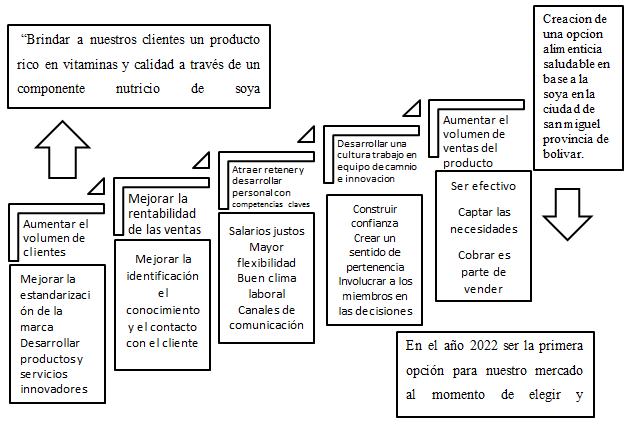 “Brindar a nuestros clientes un producto
rico en vitaminas y calidad a través de un
componente nutricio de soya
Creacion de
una opcion
alimenticia
saludable en
base a la
soya en la
ciudad de
san miguel
provincia de
bolivar.
Aumentar el
volumen de
clientes
Mejorar la
estandarizaci
ón de la
marca
Desarrollar
productos y
servicios
innovadores
Mejorar la
rentabilidad
de las ventas
Mejorar la
identificación
el
conocimiento
y el contacto
con el cliente
Atraer retener y
desarrollar
personal con
competencias claves
Salarios justos
Mayor
flexibilidad
Buen clima
laboral
Canales de
comunicación
Desarrollar una
cultura trabajo en
equipo de camnio
e innovacion
Construir
confianza
Crear un
sentido de
pertenencia
Involucrar a los
miembros en
las decisiones
Aumentar el
volumen de
ventas del
producto
Ser efectivo
Captar las
necesidades
Cobrar es
parte de
vender
En el año 2022 ser la primera
opción para nuestro mercado
al momento de elegir y